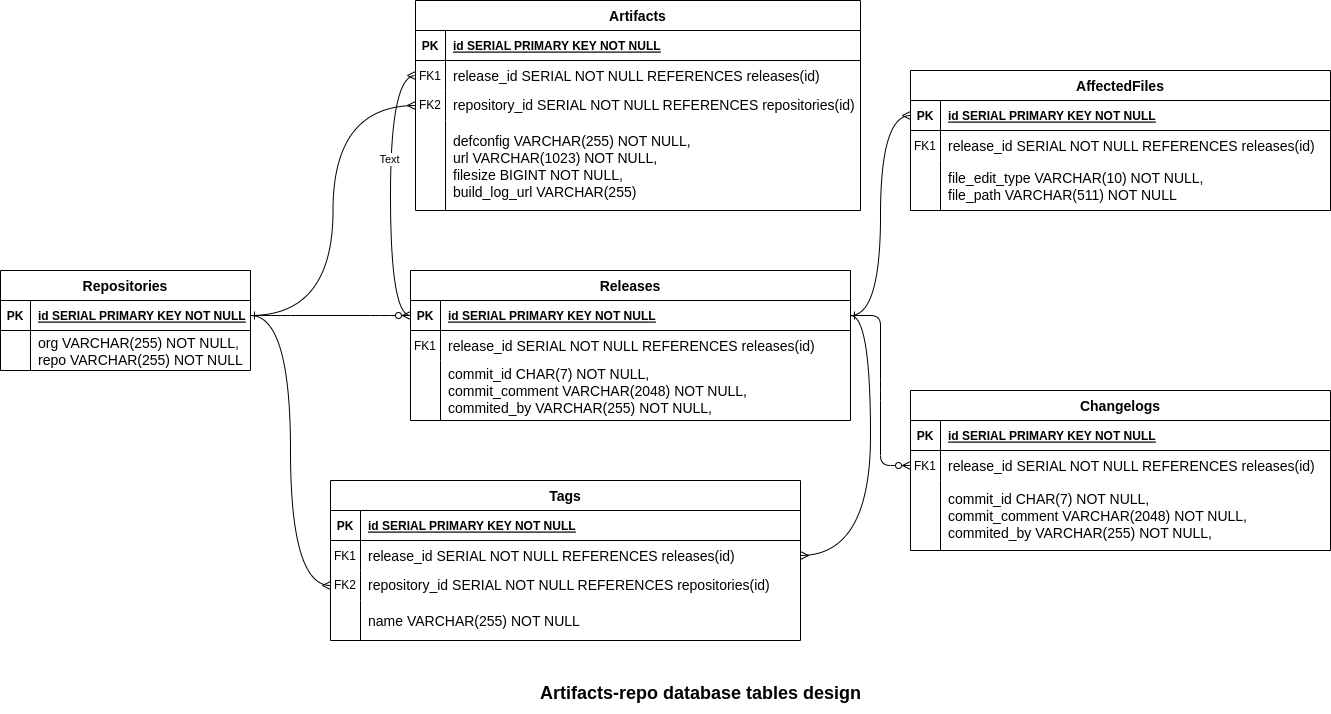 Artifacts
PK id SERIAL PRIMARY KEY NOT NULL
FK1 release_id SERIAL NOT NULL REFERENCES releases(id)
FK2 repository_id SERIAL NOT NULL REFERENCES repositories(id)
defconfig VARCHAR(255) NOT NULL,
url VARCHAR(1023) NOT NULL,
filesize BIGINT NOT NULL,
build_log_url VARCHAR(255)
Text
AffectedFiles
PK id SERIAL PRIMARY KEY NOT NULL
FK1 release_id SERIAL NOT NULL REFERENCES releases(id)
file_edit_type VARCHAR(10) NOT NULL,
file_path VARCHAR(511) NOT NULL
Repositories
PK id SERIAL PRIMARY KEY NOT NULL
org VARCHAR(255) NOT NULL,
repo VARCHAR(255) NOT NULL
Releases
PK id SERIAL PRIMARY KEY NOT NULL
FK1 release_id SERIAL NOT NULL REFERENCES releases(id)
commit_id CHAR(7) NOT NULL,
commit_comment VARCHAR(2048) NOT NULL,
commited_by VARCHAR(255) NOT NULL,
Changelogs
PK id SERIAL PRIMARY KEY NOT NULL
FK1 release_id SERIAL NOT NULL REFERENCES releases(id)
commit_id CHAR(7) NOT NULL,
commit_comment VARCHAR(2048) NOT NULL,
commited_by VARCHAR(255) NOT NULL,
Tags
PK id SERIAL PRIMARY KEY NOT NULL
FK1 release_id SERIAL NOT NULL REFERENCES releases(id)
FK2 repository_id SERIAL NOT NULL REFERENCES repositories(id)
name VARCHAR(255) NOT NULL
Artifacts-repo database tables design